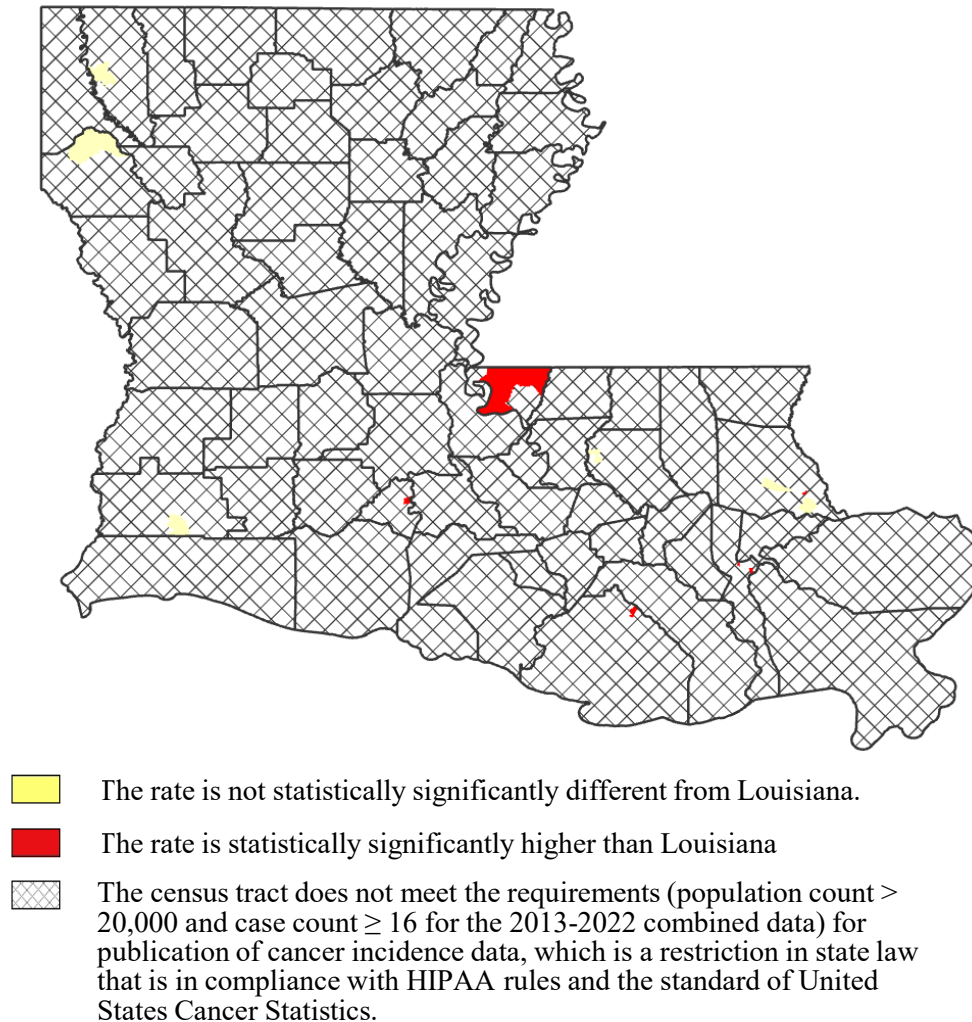 The rate is not statistically significantly different from Louisiana.
The rate is statistically significantly higher than Louisiana
The census tract does not meet the requirements (population count >
20,000 and case count ≥ 16 for the 2013-2022 combined data) for
publication of cancer incidence data, which is a restriction in state law
that is in compliance with HIPAA rules and the standard of United
States Cancer Statistics.